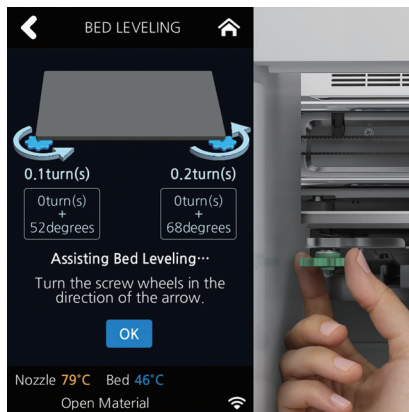 BED LEVELING
0.1turn(s)
0.2turn(s)
0turn(s)
+
52degrees
0turn(s)
+
68degrees
Assisting Bed Leveling···
Turn the screw wheels in the
direction of the arrow.
OK
Nozzle 79°C Bed 46°C
Open Material